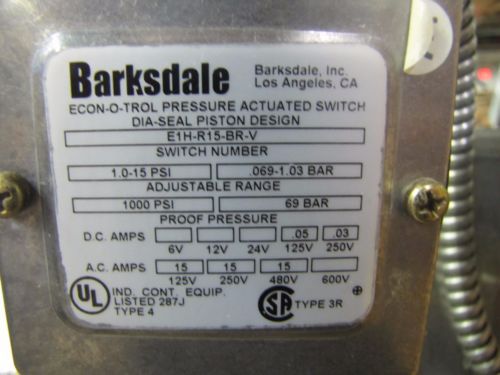 Barksdale
Barksdale, Inc.
Los Angeles, CA
ECON-O-TROL PRESSURE ACTUATED SWITCH
DIA-SEAL PISTON DESIGN
E1H-R15-BR-V
SWITCH NUMBER
1.0-15 PSI .069-1.03 BAR
ADJUSTABLE RANGE
1000 PSI 69 BAR
PROOF PRESSURE
D.C. AMPS .05 .03
6V 12V 24V 125V 250V
A.C. AMPS 15 15 15
125V 250V 480V 600V
UL IND. CONT. EQUIP.
LISTED 287J
TYPE 4
SA TYPE 3R